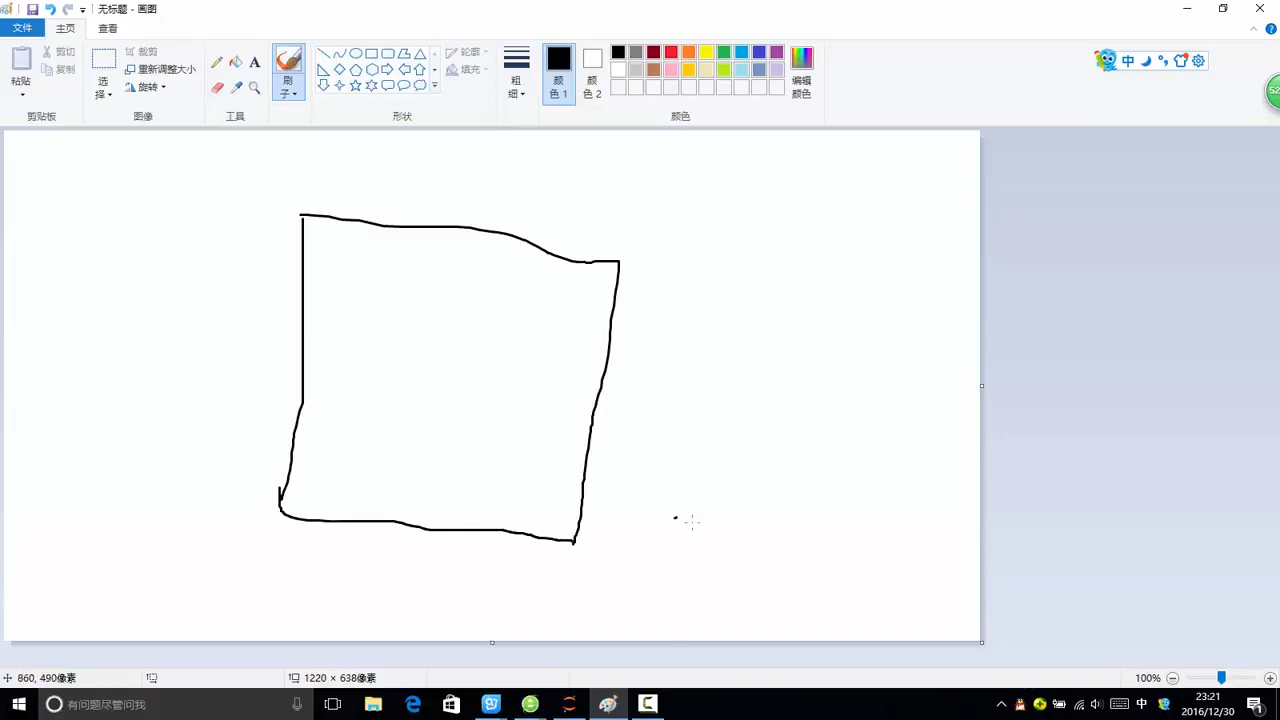 无标题 - 画图
文件 主页 查看
粘贴
剪切
复制
剪贴板
选择
裁剪
重新调整大小
旋转
图像
A
工具
刷子
轮廓
填充
形状
粗细
颜色 1
颜色 2
编辑颜色
颜色
中
52
860, 490像素
1220 × 638像素
100%
有问题尽管问我
中
23:21
2016/12/30
1